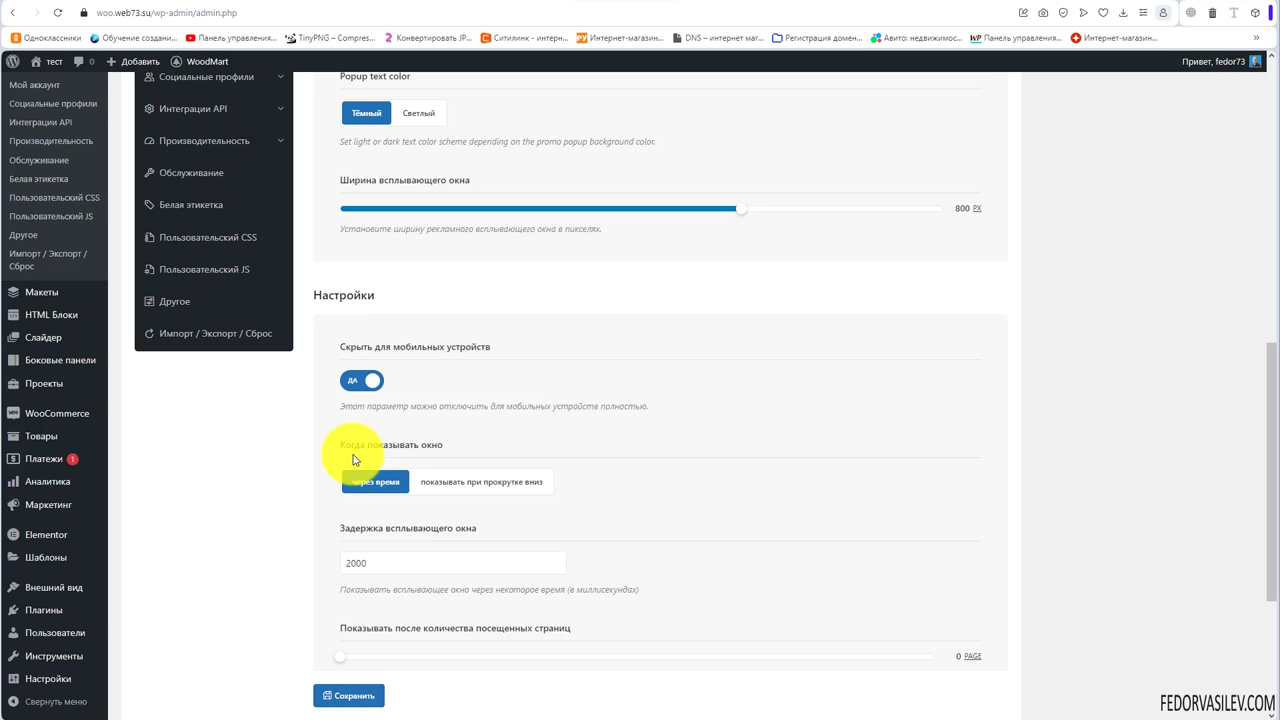 woo.web73.su/wp-admin/admin.php
Одноклассники
Обучение создани...
Панель управления...
TinyPNG – Compres...
Конвертировать JP...
Ситилинк - интерн...
Интернет-магазин...
DNS – интернет маг...
Регистрация домен...
Авито: недвижимос...
Панель управления...
Интернет-магазин...
тест
0
Добавить
WoodMart
Привет, fedor73
Мой аккаунт
Социальные профили
Интеграции API
Производительность
Обслуживание
Белая этикетка
Пользовательский CSS
Пользовательский JS
Другое
Импорт / Экспорт /
Сброс
Макеты
HTML Блоки
Слайдер
Боковые панели
Проекты
WooCommerce
Товары
Платежи 1
Аналитика
Маркетинг
Elementor
Шаблоны
Внешний вид
Плагины
Пользователи
Инструменты
Настройки
Свернуть меню
Социальные профили
Интеграции API
Производительность
Обслуживание
Белая этикетка
Пользовательский CSS
Пользовательский JS
Другое
Импорт / Экспорт / Сброс
Popup text color
Тёмный
Светлый
Set light or dark text color scheme depending on the promo popup background color.
Ширина всплывающего окна
800 PX
Установите ширину рекламного всплывающего окна в пикселях.
Настройки
Скрыть для мобильных устройств
ДА
Этот параметр можно отключить для мобильных устройств полностью.
Когда показывать окно
через время
показывать при прокрутке вниз
Задержка всплывающего окна
2000
Показывать всплывающее окно через некоторое время (в миллисекундах)
Показывать после количества посещенных страниц
0 PAGE
Сохранить
FEDORVASILEV.COM